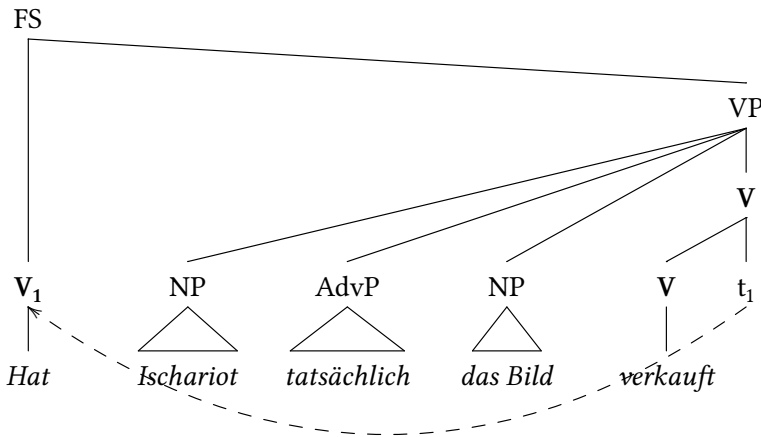 FS
VP
V
V₁ NP AdvP NP V t₁
Hat Ischariot tatsächlich das Bild verkauft